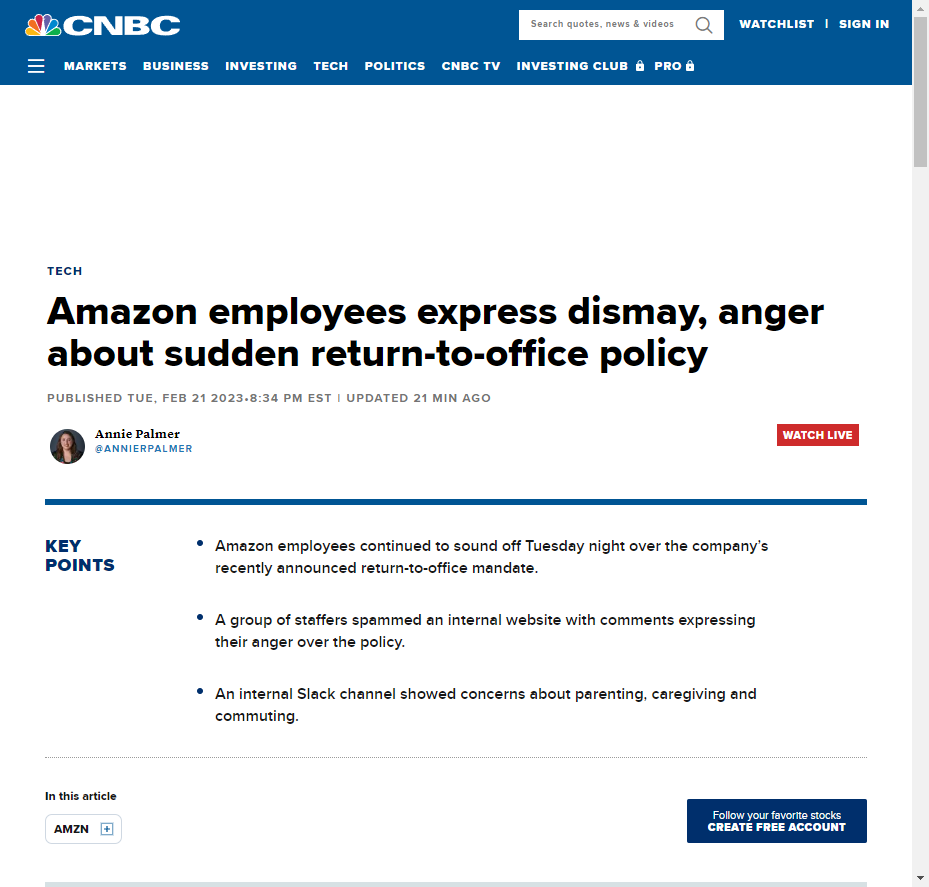 CNBC
Search quotes, news & videos
WATCHLIST | SIGN IN
MARKETS BUSINESS INVESTING TECH POLITICS CNBC TV INVESTING CLUB PRO
TECH
Amazon employees express dismay, anger
about sudden return-to-office policy
PUBLISHED TUE, FEB 21 2023•8:34 PM EST | UPDATED 21 MIN AGO
Annie Palmer
@ANNIERPALMER
WATCH LIVE
KEY
POINTS
• Amazon employees continued to sound off Tuesday night over the company’s
recently announced return-to-office mandate.
• A group of staffers spammed an internal website with comments expressing
their anger over the policy.
• An internal Slack channel showed concerns about parenting, caregiving and
commuting.
In this article
AMZN +
Follow your favorite stocks
CREATE FREE ACCOUNT